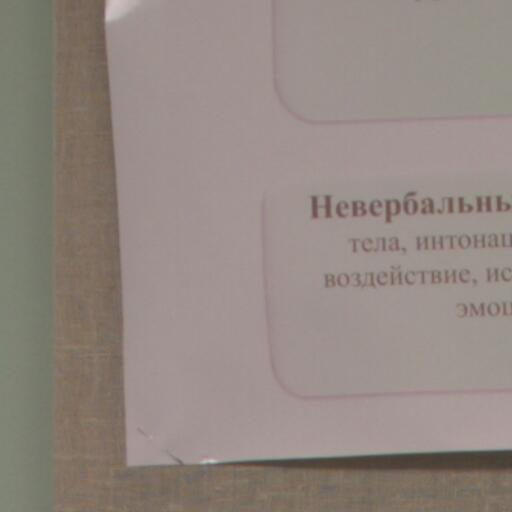 Невербальны
тела, интонац
воздействие, ис
эмоц